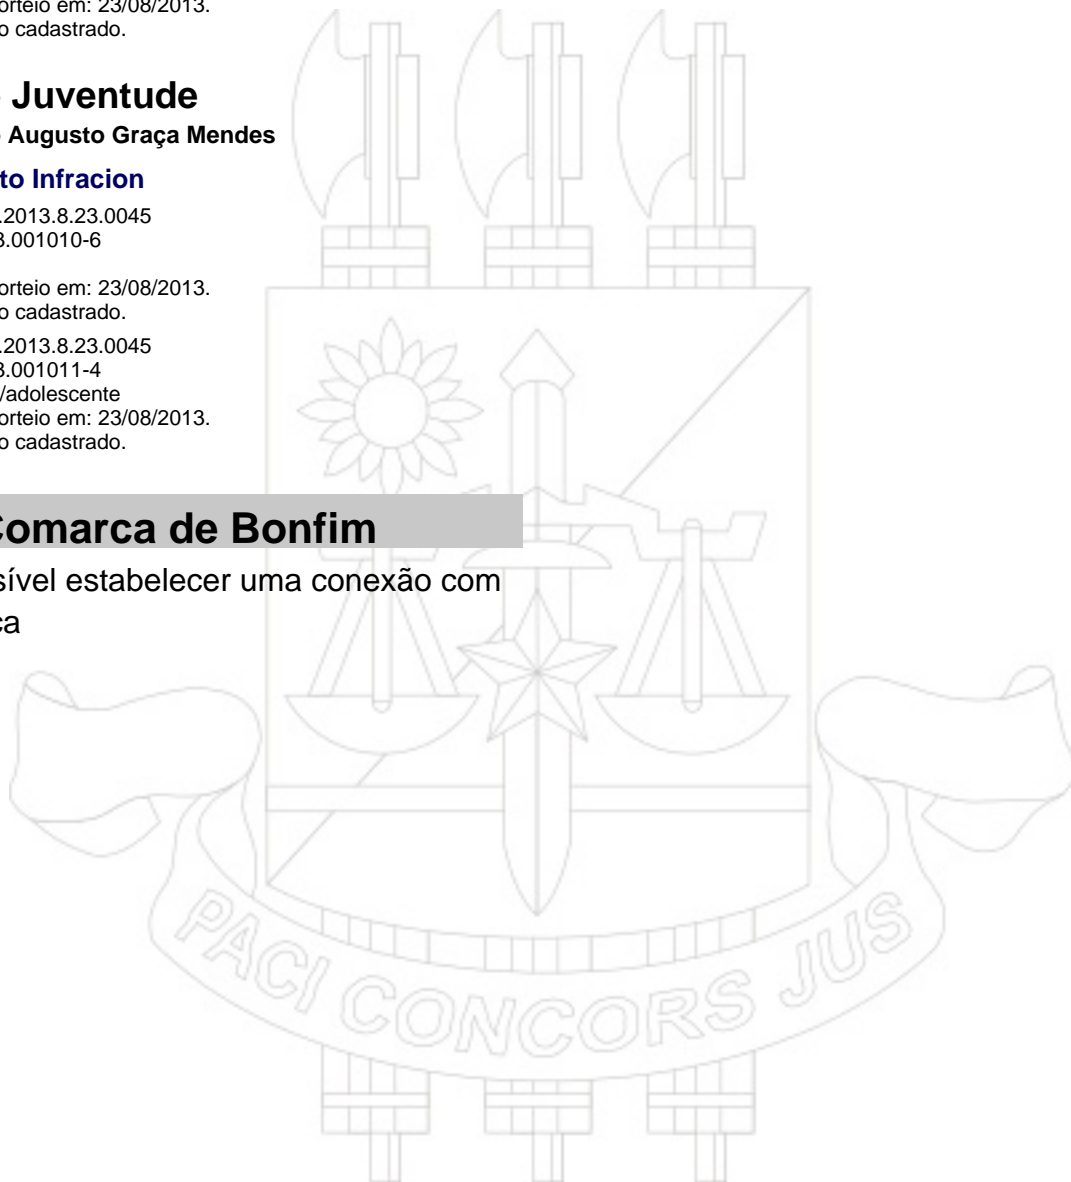 orteio em: 23/08/2013.
o cadastrado.
Juventude
Augusto Graça Mendes
to Infracion
.2013.8.23.0045
3.001010-6
orteio em: 23/08/2013.
o cadastrado.
.2013.8.23.0045
3.001011-4
/adolescente
orteio em: 23/08/2013.
o cadastrado.
Comarca de Bonfim
sível estabelecer uma conexão com
ca
PACI CONCORS JUS